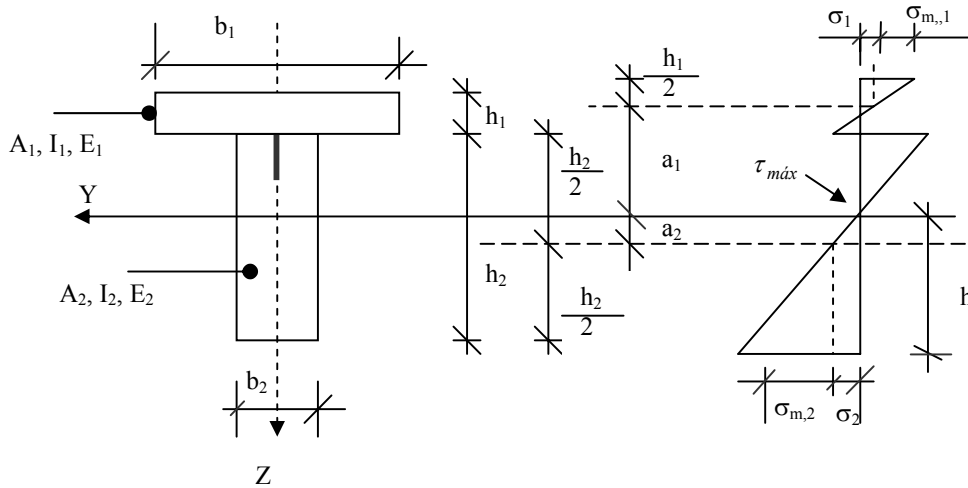 b₁
σ₁
σₘ,,₁
h₁
2
h₁
A₁, I₁, E₁
h₂
2
a₁
τₘáₓ
Y
a₂
h₂
A₂, I₂, E₂
h₂
2
h
b₂
σₘ,₂
σ₂
Z